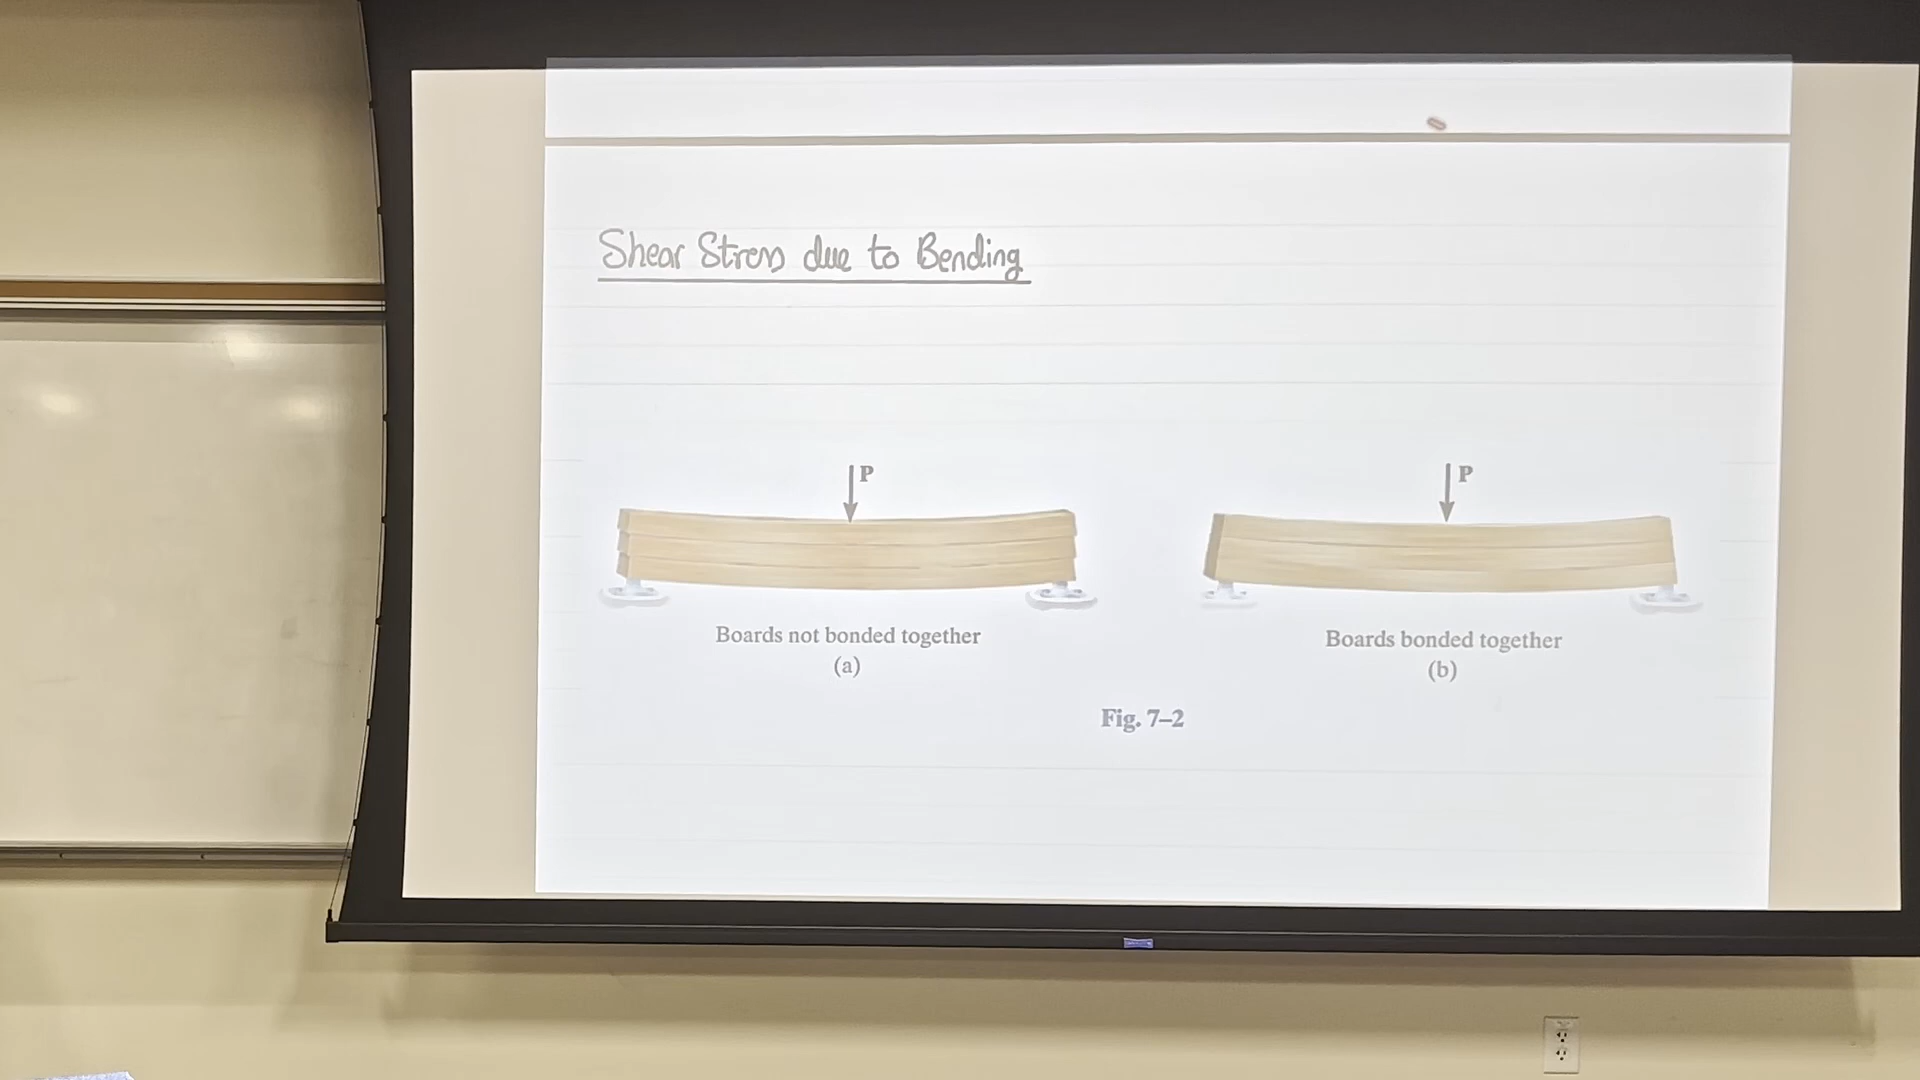 Shear Stress due to Bending
P
P
Boards not bonded together
(a)
Boards bonded together
(b)
Fig. 7–2